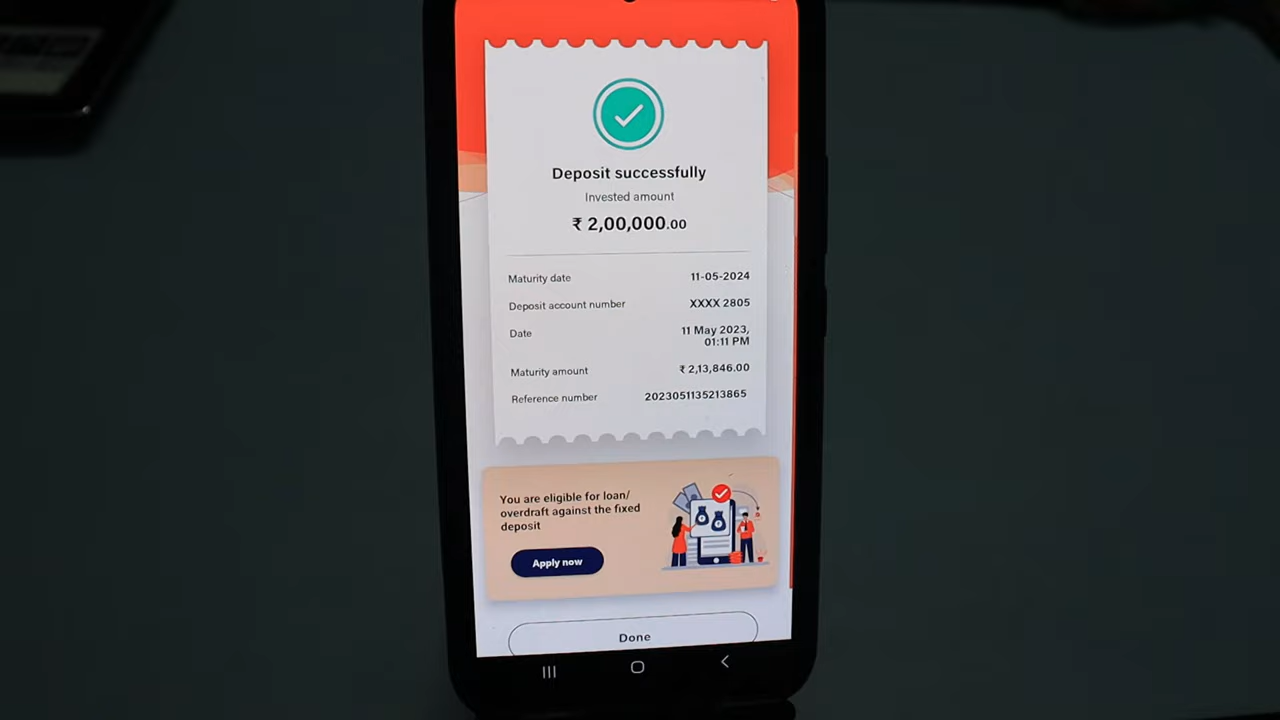 Deposit successfully
Invested amount
₹ 2,00,000.00
Maturity date 11-05-2024
Deposit account number XXXX 2805
Date 11 May 2023,
01:11 PM
Maturity amount ₹ 2,13,846.00
Reference number 2023051135213865
You are eligible for loan/
overdraft against the fixed
deposit
Apply now
Done